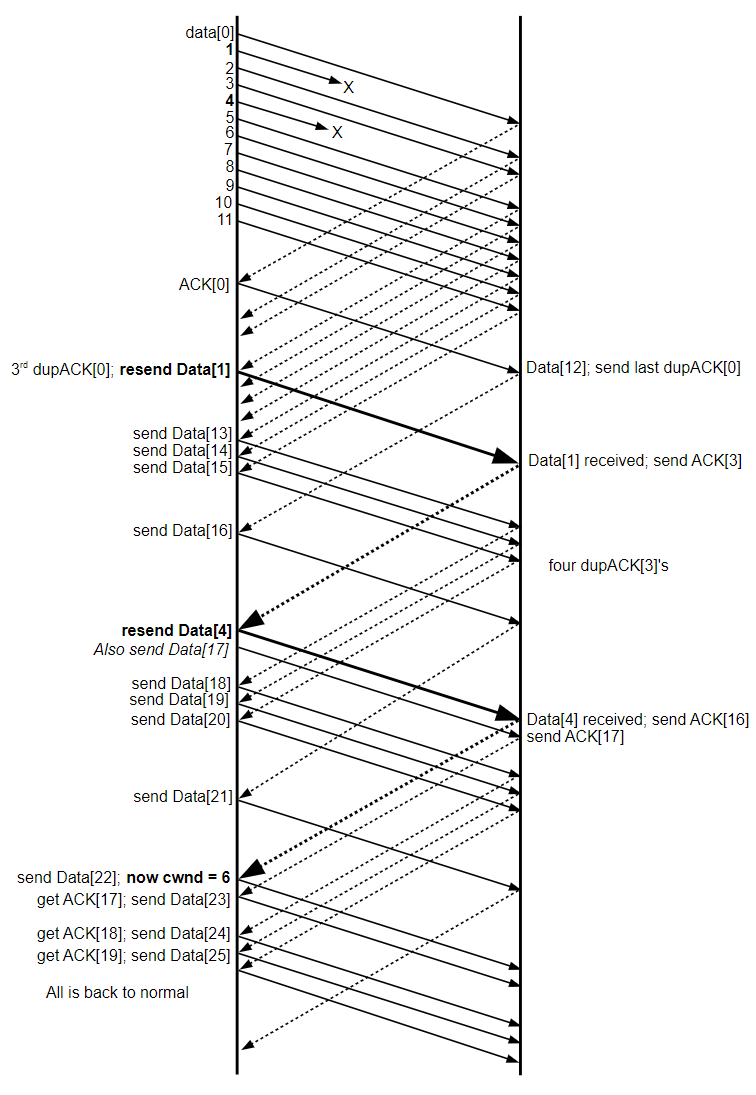 data[0]
1
2
X
3
4
5
X
6
7
8
9
10
11
ACK[0]
3rd dupACK[0]; resend Data[1]
Data[12]; send last dupACK[0]
send Data[13]
send Data[14]
Data[1] received; send ACK[3]
send Data[15]
send Data[16]
four dupACK[3]'s
resend Data[4]
Also send Data[17]
send Data[18]
send Data[19]
send Data[20]
Data[4] received; send ACK[16]
send ACK[17]
send Data[21]
send Data[22]; now cwnd = 6
get ACK[17]; send Data[23]
get ACK[18]; send Data[24]
get ACK[19]; send Data[25]
All is back to normal